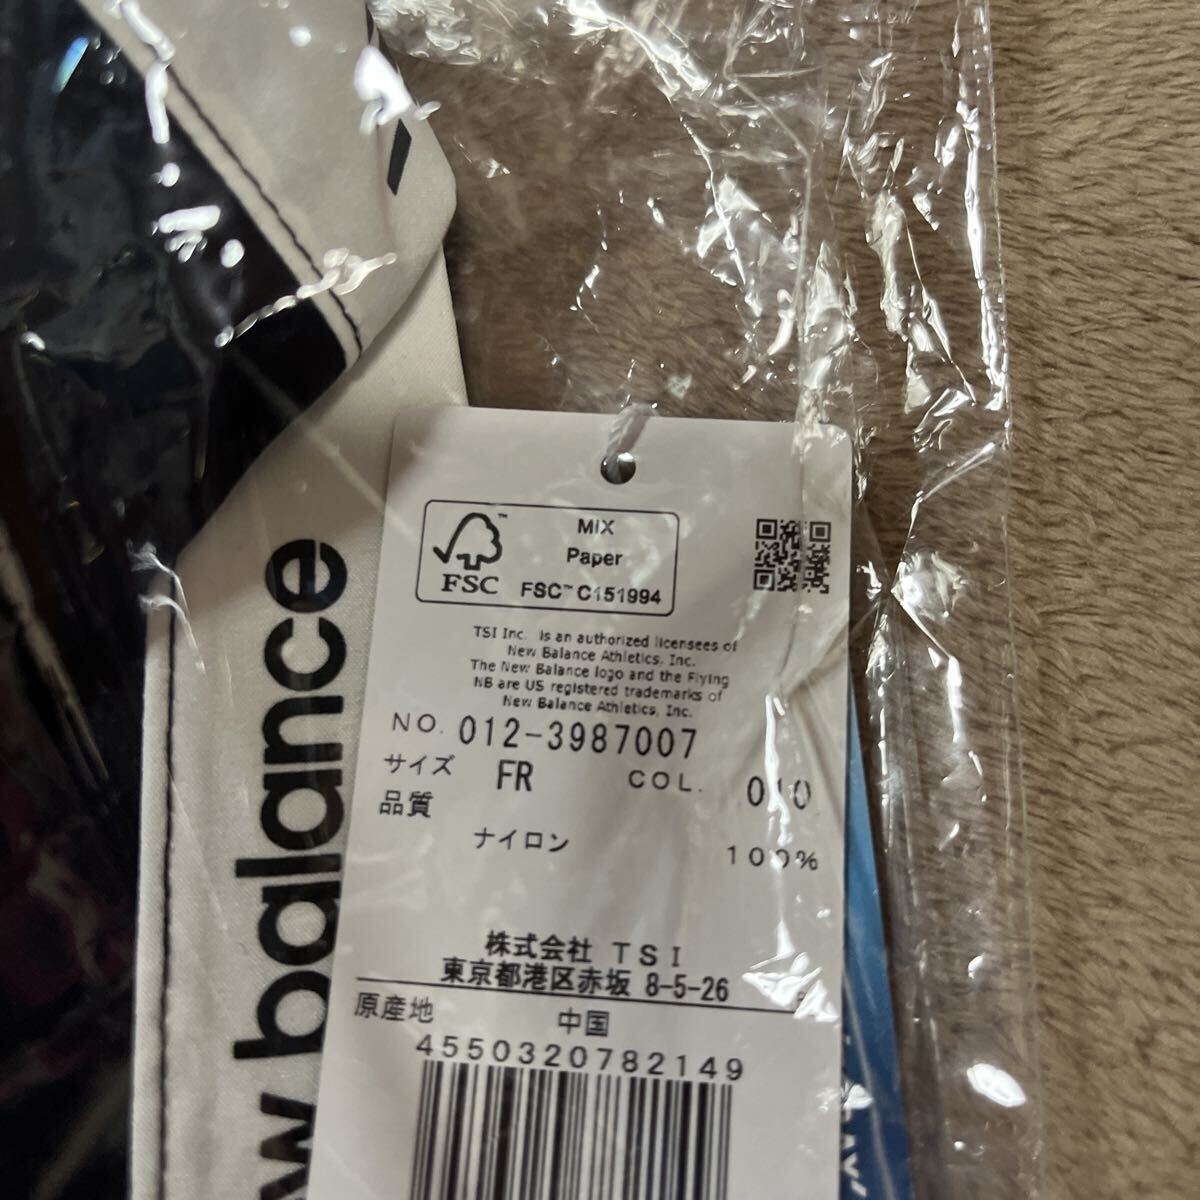 MIX
Paper
FSC™ C151994
FSC™
TSI Inc. is an authorized licensees of
New Balance Athletics, Inc.
The New Balance logo and the Flying
NB are US registered trademarks of
New Balance Athletics, Inc.
NO. 012-3987007
サイズ FR COL. 010
品質
ナイロン 100%
株式会社 TSI
東京都港区赤坂 8-5-26
原産地 中国
4550320782149
balance